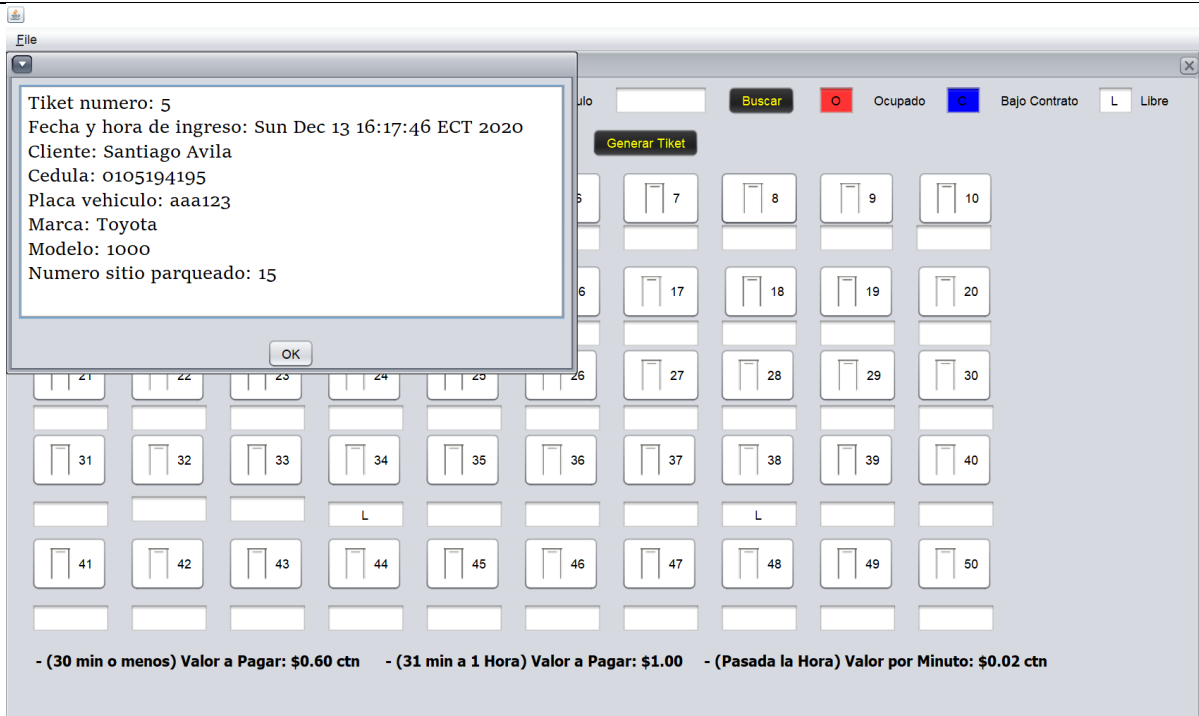 File
Tiket numero: 5
Fecha y hora de ingreso: Sun Dec 13 16:17:46 ECT 2020
Cliente: Santiago Avila
Cedula: 0105194195
Placa vehiculo: aaa123
Marca: Toyota
Modelo: 1000
Numero sitio parqueado: 15
OK
Buscar O Ocupado C Bajo Contrato L Libre
Generar Tiket
7 8 9 10
17 18 19 20
21 22 23 24 25 26 27 28 29 30
31 32 33 34 35 36 37 38 39 40
L L
41 42 43 44 45 46 47 48 49 50
- (30 min o menos) Valor a Pagar: $0.60 ctn - (31 min a 1 Hora) Valor a Pagar: $1.00 - (Pasada la Hora) Valor por Minuto: $0.02 ctn